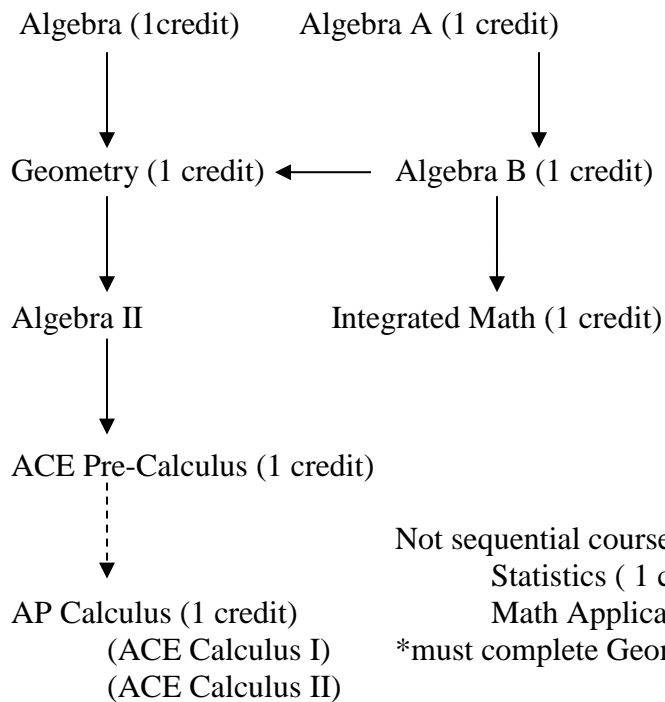 Algebra (1credit) Algebra A (1 credit)
Geometry (1 credit) Algebra B (1 credit)
Algebra II Integrated Math (1 credit)
ACE Pre-Calculus (1 credit)
Not sequential course
Statistics ( 1
AP Calculus (1 credit) Math
(ACE Calculus I) *must complete
(ACE Calculus II)